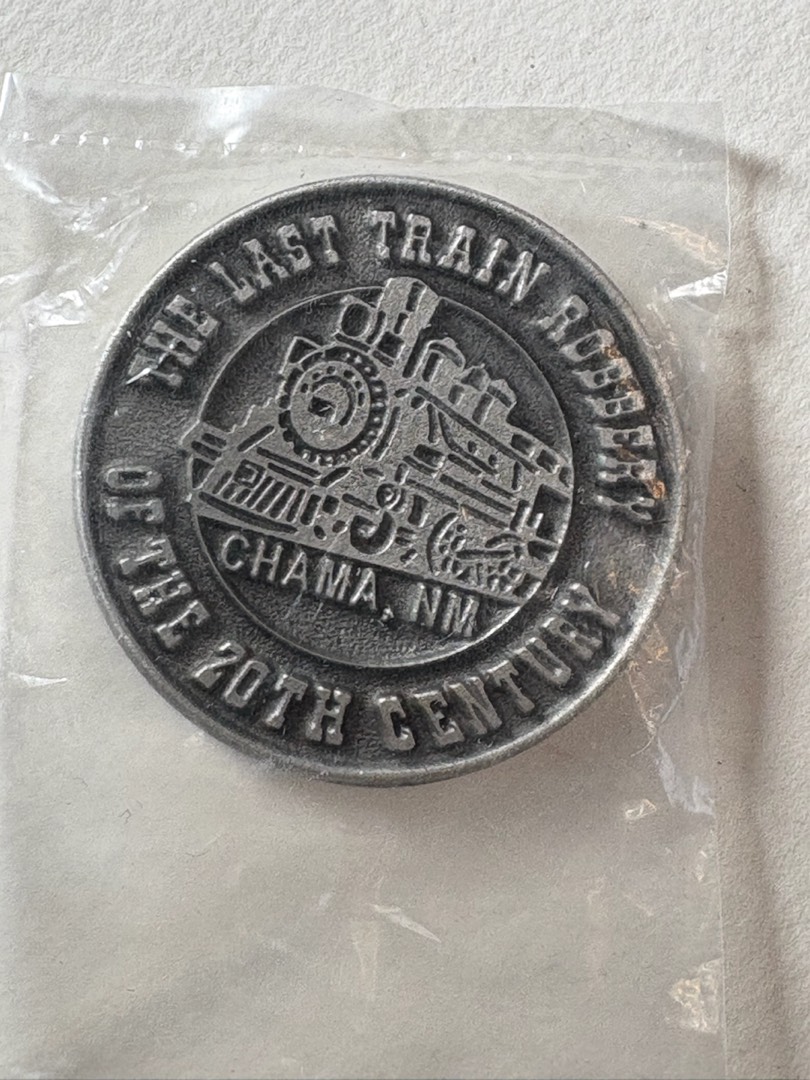 THE LAST TRAIN ROBBERY
CHAMA, NM
OF THE 20TH CENTURY